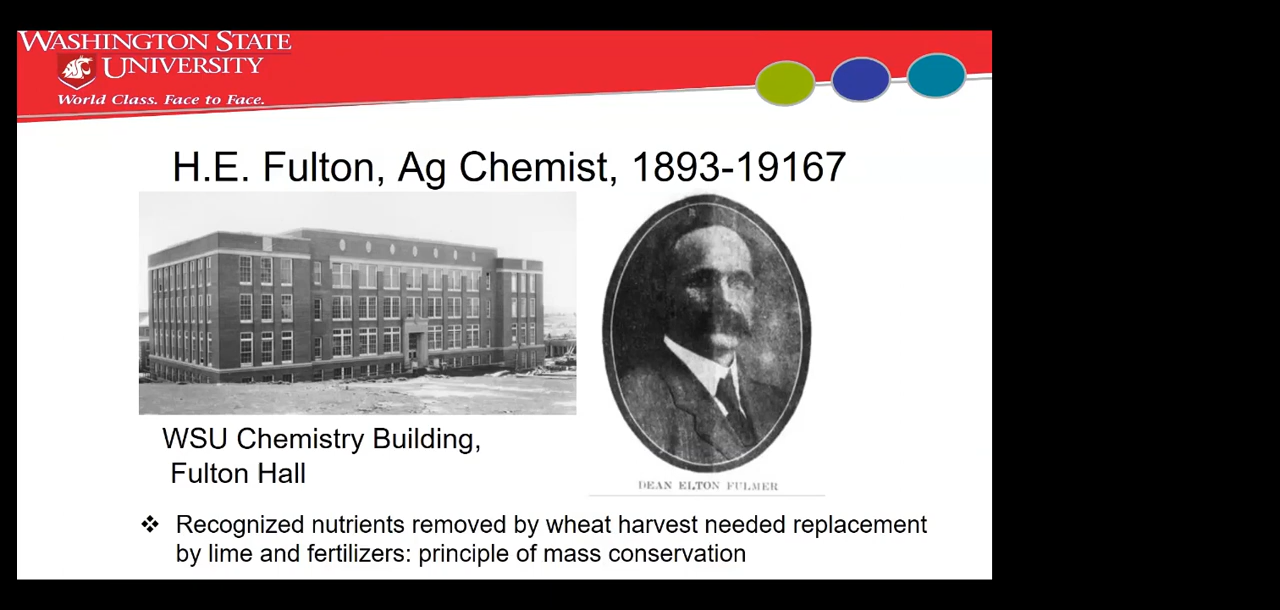 WASHINGTON STATE
UNIVERSITY
World Class. Face to Face.
H.E. Fulton, Ag Chemist, 1893-19167
WSU Chemistry Building,
Fulton Hall
DEAN ELTON FULMER
❖ Recognized nutrients removed by wheat harvest needed replacement
by lime and fertilizers: principle of mass conservation